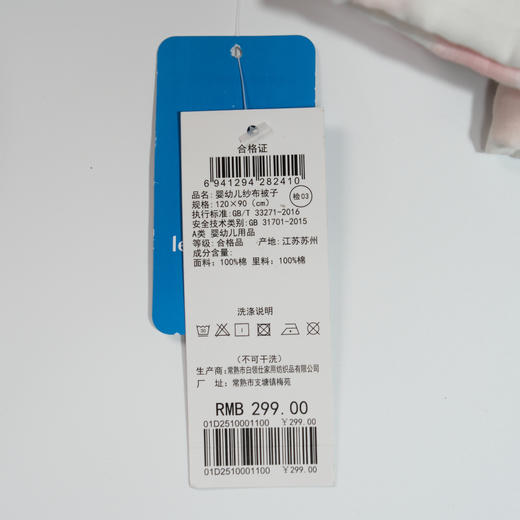 合格证
6 941294 282410
品名: 婴幼儿纱布被子
规格: 120×90 (cm)
检03
执行标准: GB/T 33271-2016
安全技术类别: GB 31701-2015
A类 婴幼儿用品
等级: 合格品 产地: 江苏苏州
成分含量:
面料: 100%棉 里料: 100%棉
le
洗涤说明
(不可干洗)
生产商: 常熟市白领仕家用纺织品有限公司
厂 址: 常熟市支塘镇梅苑
RMB 299.00
01D2510001100 ¥299.00
01D2510001100 ¥299.00